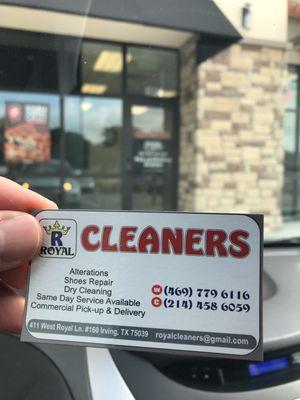 R
ROYAL
CLEANERS
Alterations
Shoes Repair
Dry Cleaning
Same Day Service Available
Commercial Pick-up & Delivery
W (469) 779 6116
C (214) 458 6059
411 West Royal Ln. #160 Irving, TX 75039
royalcleaners@gmail.com